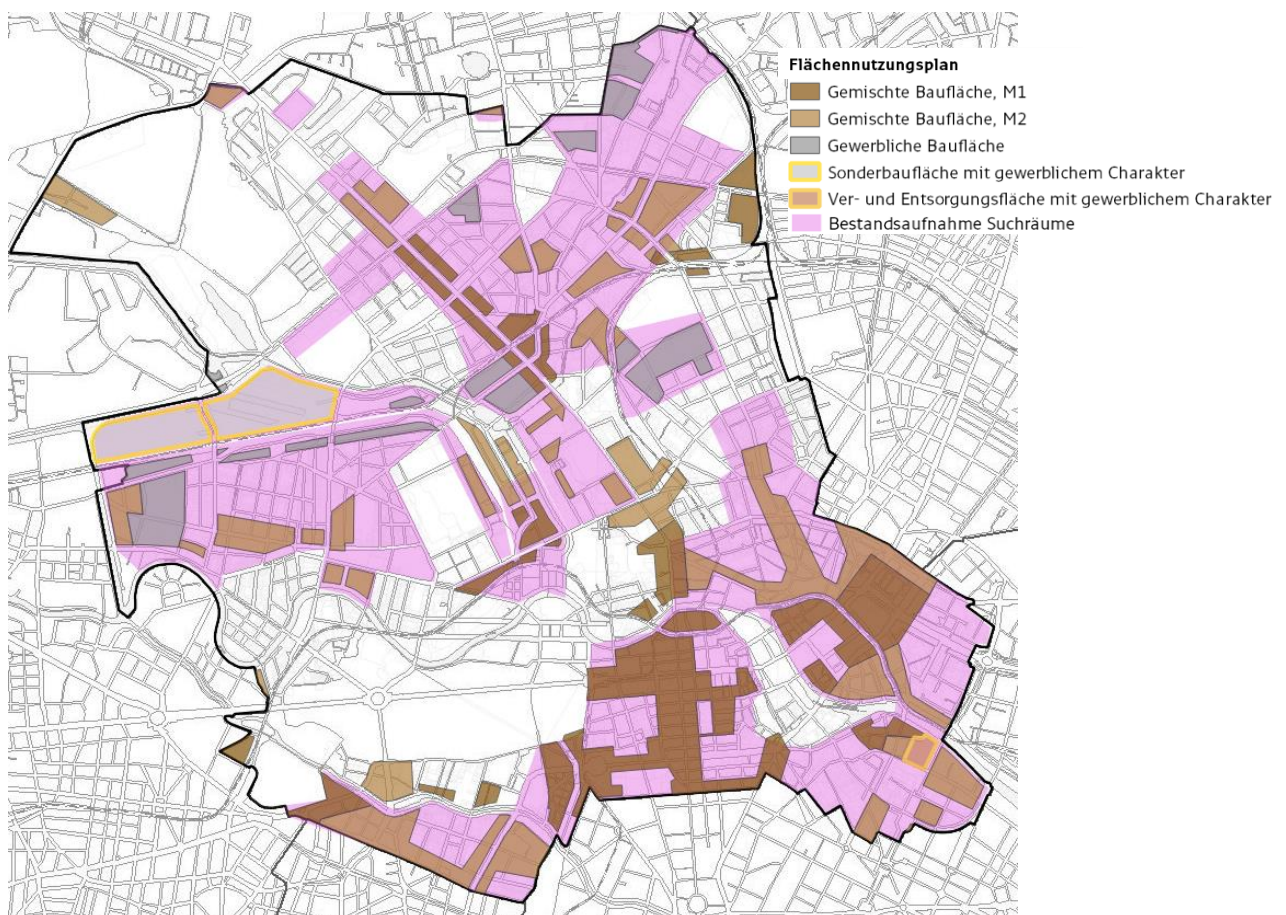 Flächennutzungsplan
Gemischte Baufläche, M1
Gemischte Baufläche, M2
Gewerbliche Baufläche
Sonderbaufläche mit gewerblichem Charakter
Ver- und Entsorgungsfläche mit gewerblichem Charakter
Bestandsaufnahme Suchräume